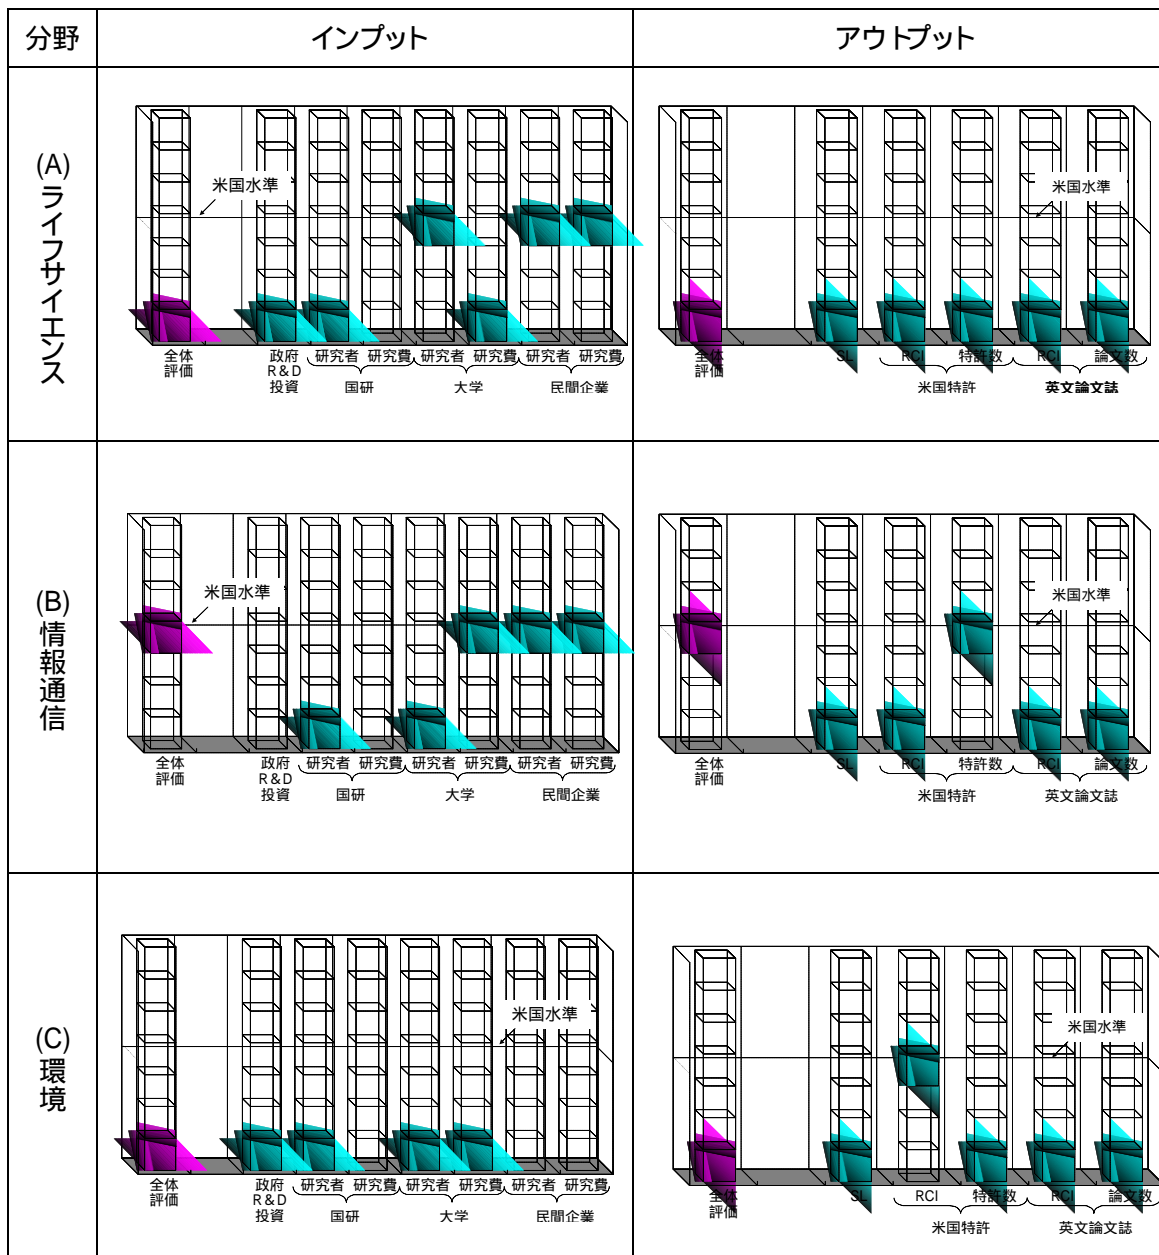 分野 インプット アウトプット
(A)ライフサイエンス
米国水準
全体評価 政府R&D投資 研究者 研究費 研究者 研究費 研究者 研究費
国研 大学 民間企業
米国水準
全体評価 SL RCI 特許数 RCI 論文数
米国特許 英文論文誌
(B)情報通信
米国水準
全体評価 政府R&D投資 研究者 研究費 研究者 研究費 研究者 研究費
国研 大学 民間企業
米国水準
全体評価 SL RCI 特許数 RCI 論文数
米国特許 英文論文誌
(C)環境
米国水準
全体評価 政府R&D投資 研究者 研究費 研究者 研究費 研究者 研究費
国研 大学 民間企業
米国水準
全体評価 SL RCI 特許数 RCI 論文数
米国特許 英文論文誌